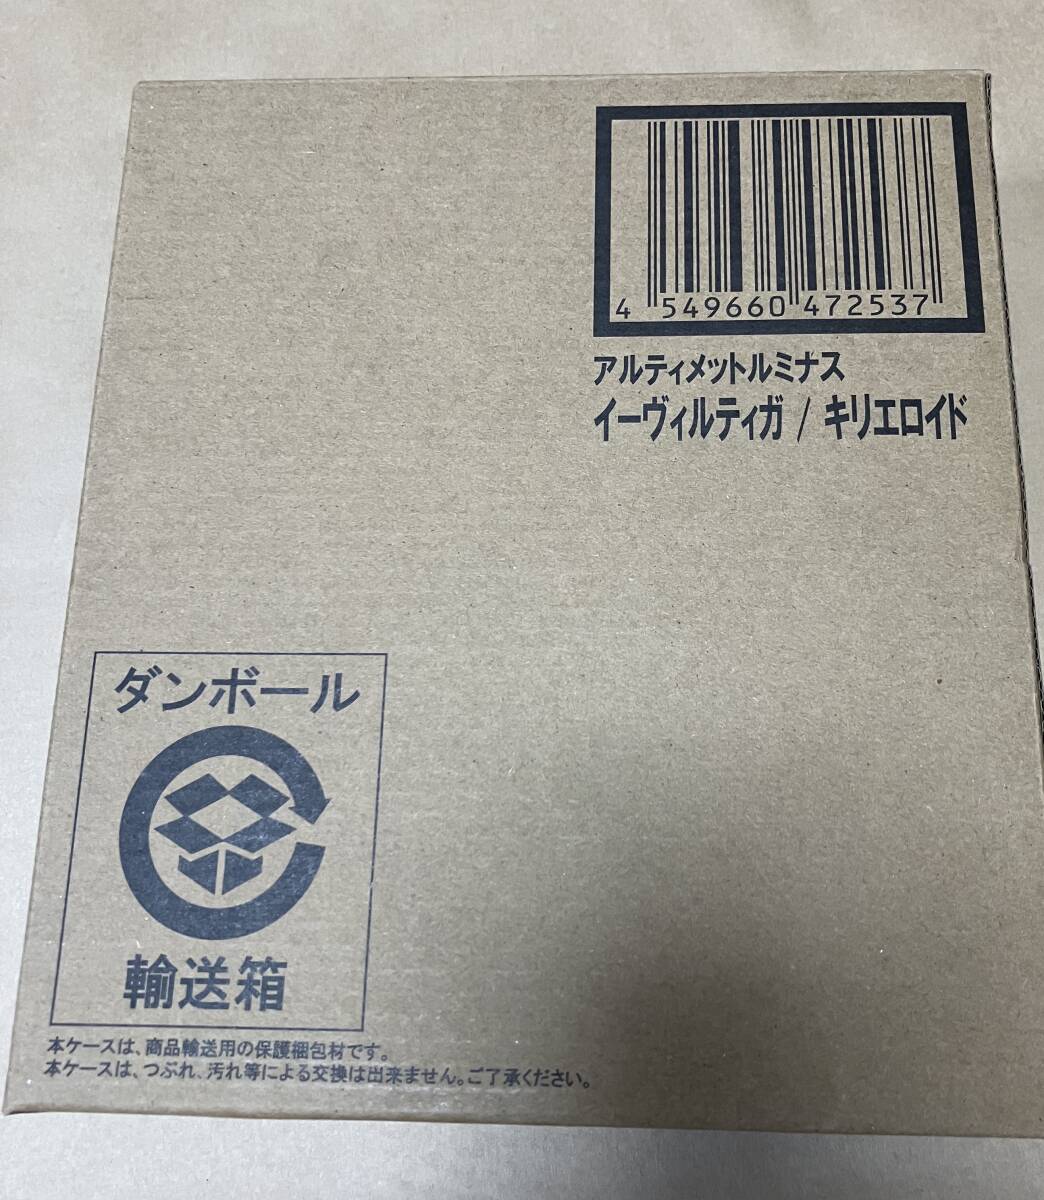 4 549660 472537
アルティメットルミナス
イーヴィルティガ / キリエロイド
ダンボール
輸送箱
本ケースは、商品輸送用の保護梱包材です。
本ケースは、つぶれ、汚れ等による交換は出来ません。ご了承ください。